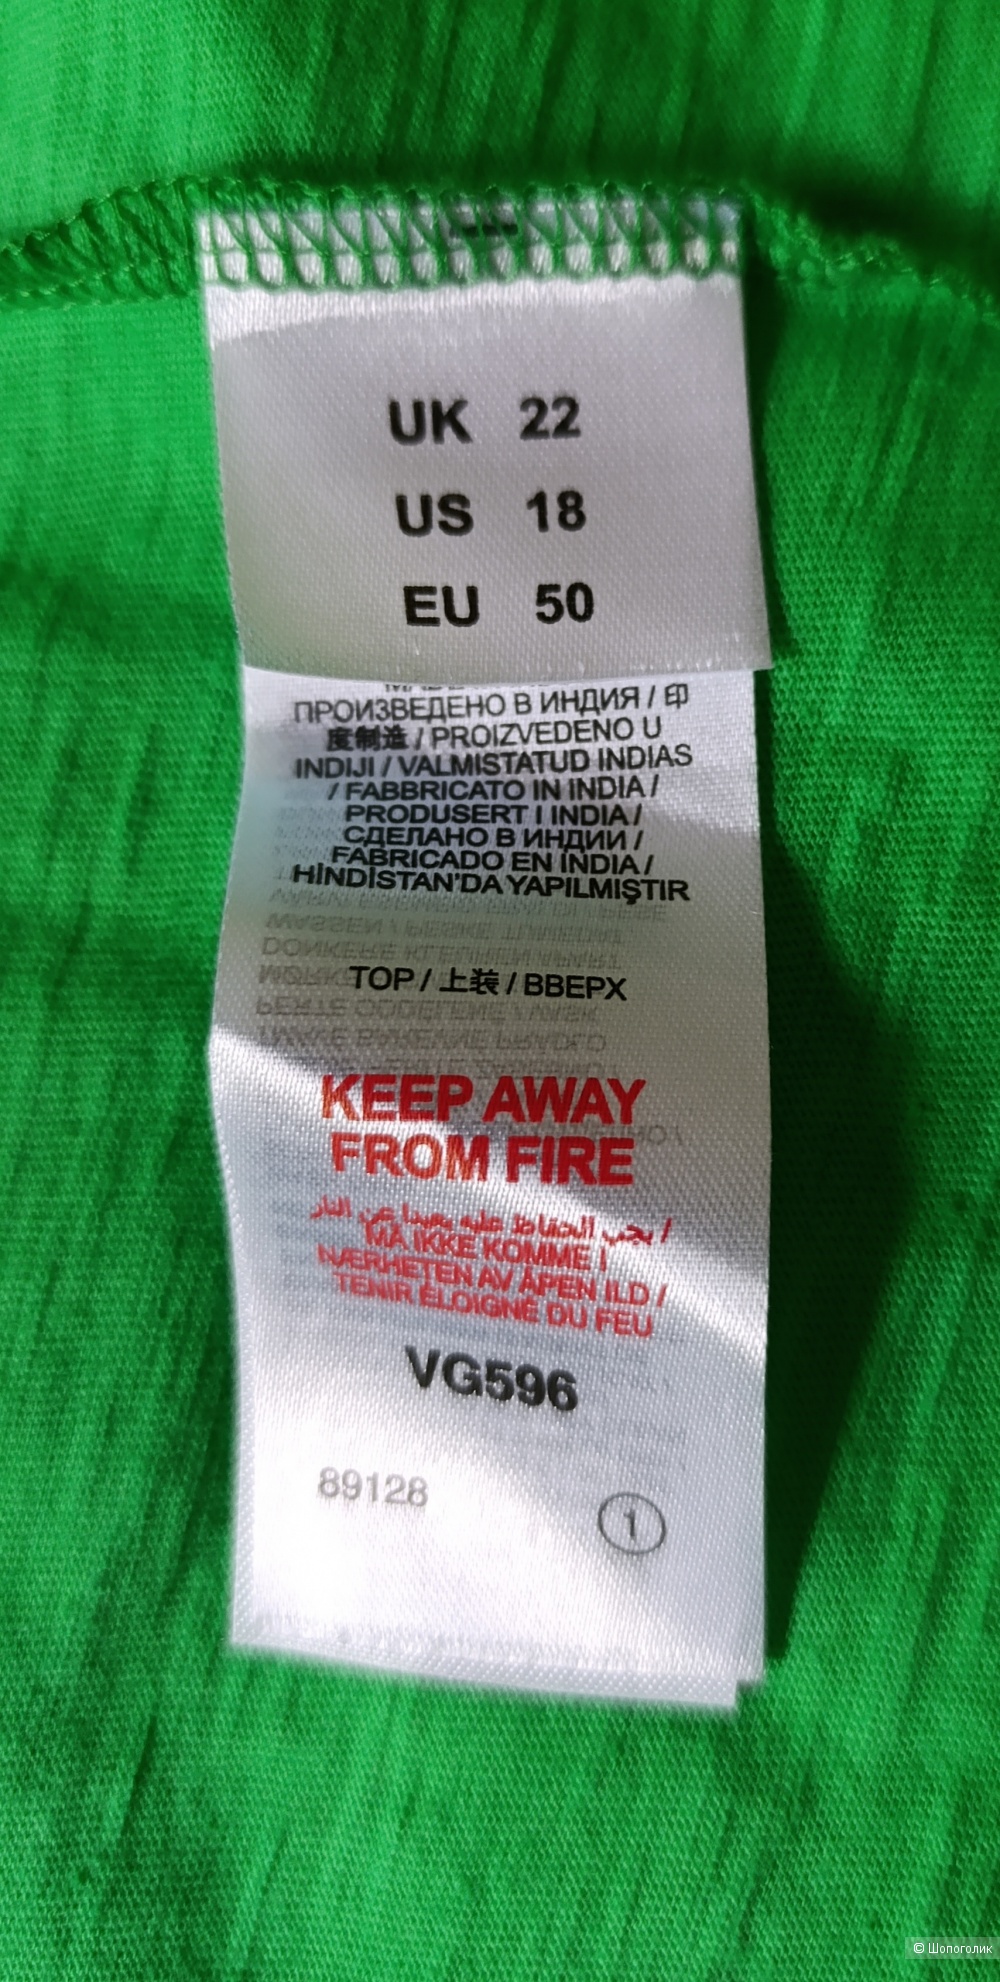 UK 22
US 18
EU 50
ПРОИЗВЕДЕНО В ИНДИЯ / 印
度制造 / PROIZVEDENO U
INDIJI / VALMISTATUD INDIAS
/ FABBRICATO IN INDIA /
PRODUSERT I INDIA /
СДЕЛАНО В ИНДИИ /
FABRICADO EN INDIA /
HİNDİSTAN'DA YAPILMIŞTIR
TOP / 上装 / ВВЕРХ
KEEP AWAY
FROM FIRE
يجب الحفاظ عليه بعيدا عن النار /
MÅ IKKE KOMME I
NÆRHETEN AV ÅPEN ILD /
TENIR ÉLOIGNÉ DU FEU
VG596
89128
1
© Шопоголик